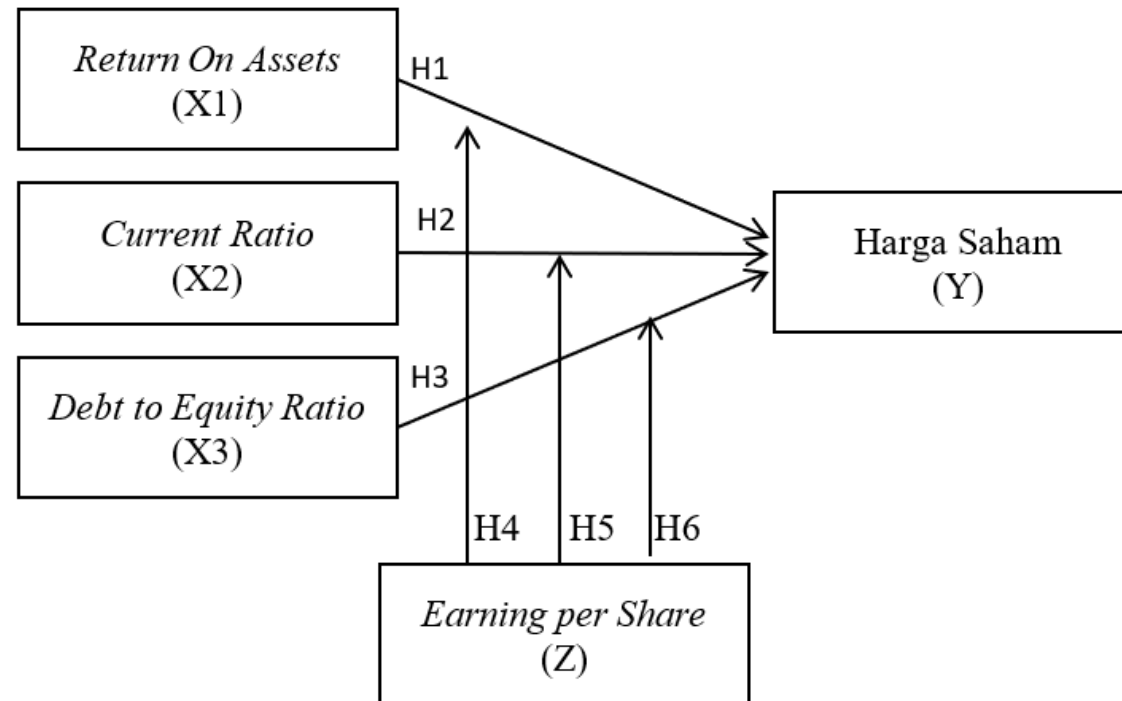 Return On Assets
(X1)
H1
Current Ratio
(X2)
H2
Harga Saham
(Y)
Debt to Equity Ratio
(X3)
H3
H4
H5
H6
Earning per Share
(Z)